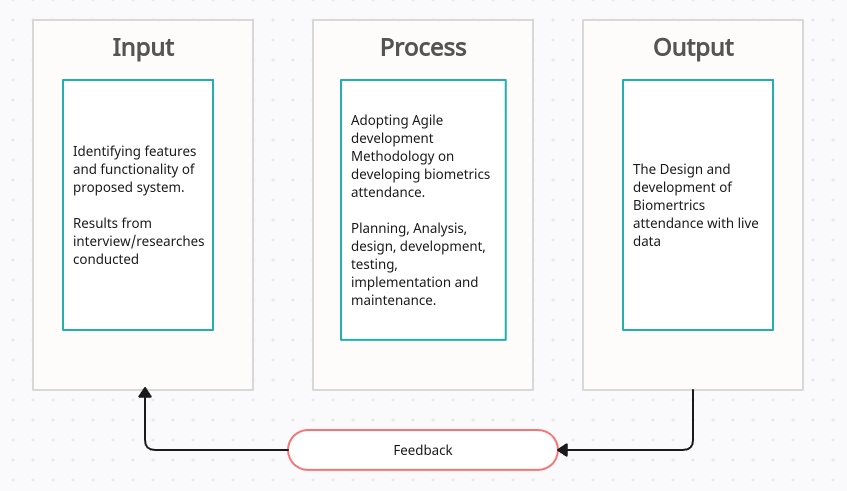 Input
Identifying features
and functionality of
proposed system.
Results from
interview/researches
conducted
Process
Adopting Agile
development
Methodology on
developing biometrics
attendance.
Planning, Analysis,
design, development,
testing,
implementation and
maintenance.
Output
The Design and
development of
Biomertrics
attendance with live
data
Feedback